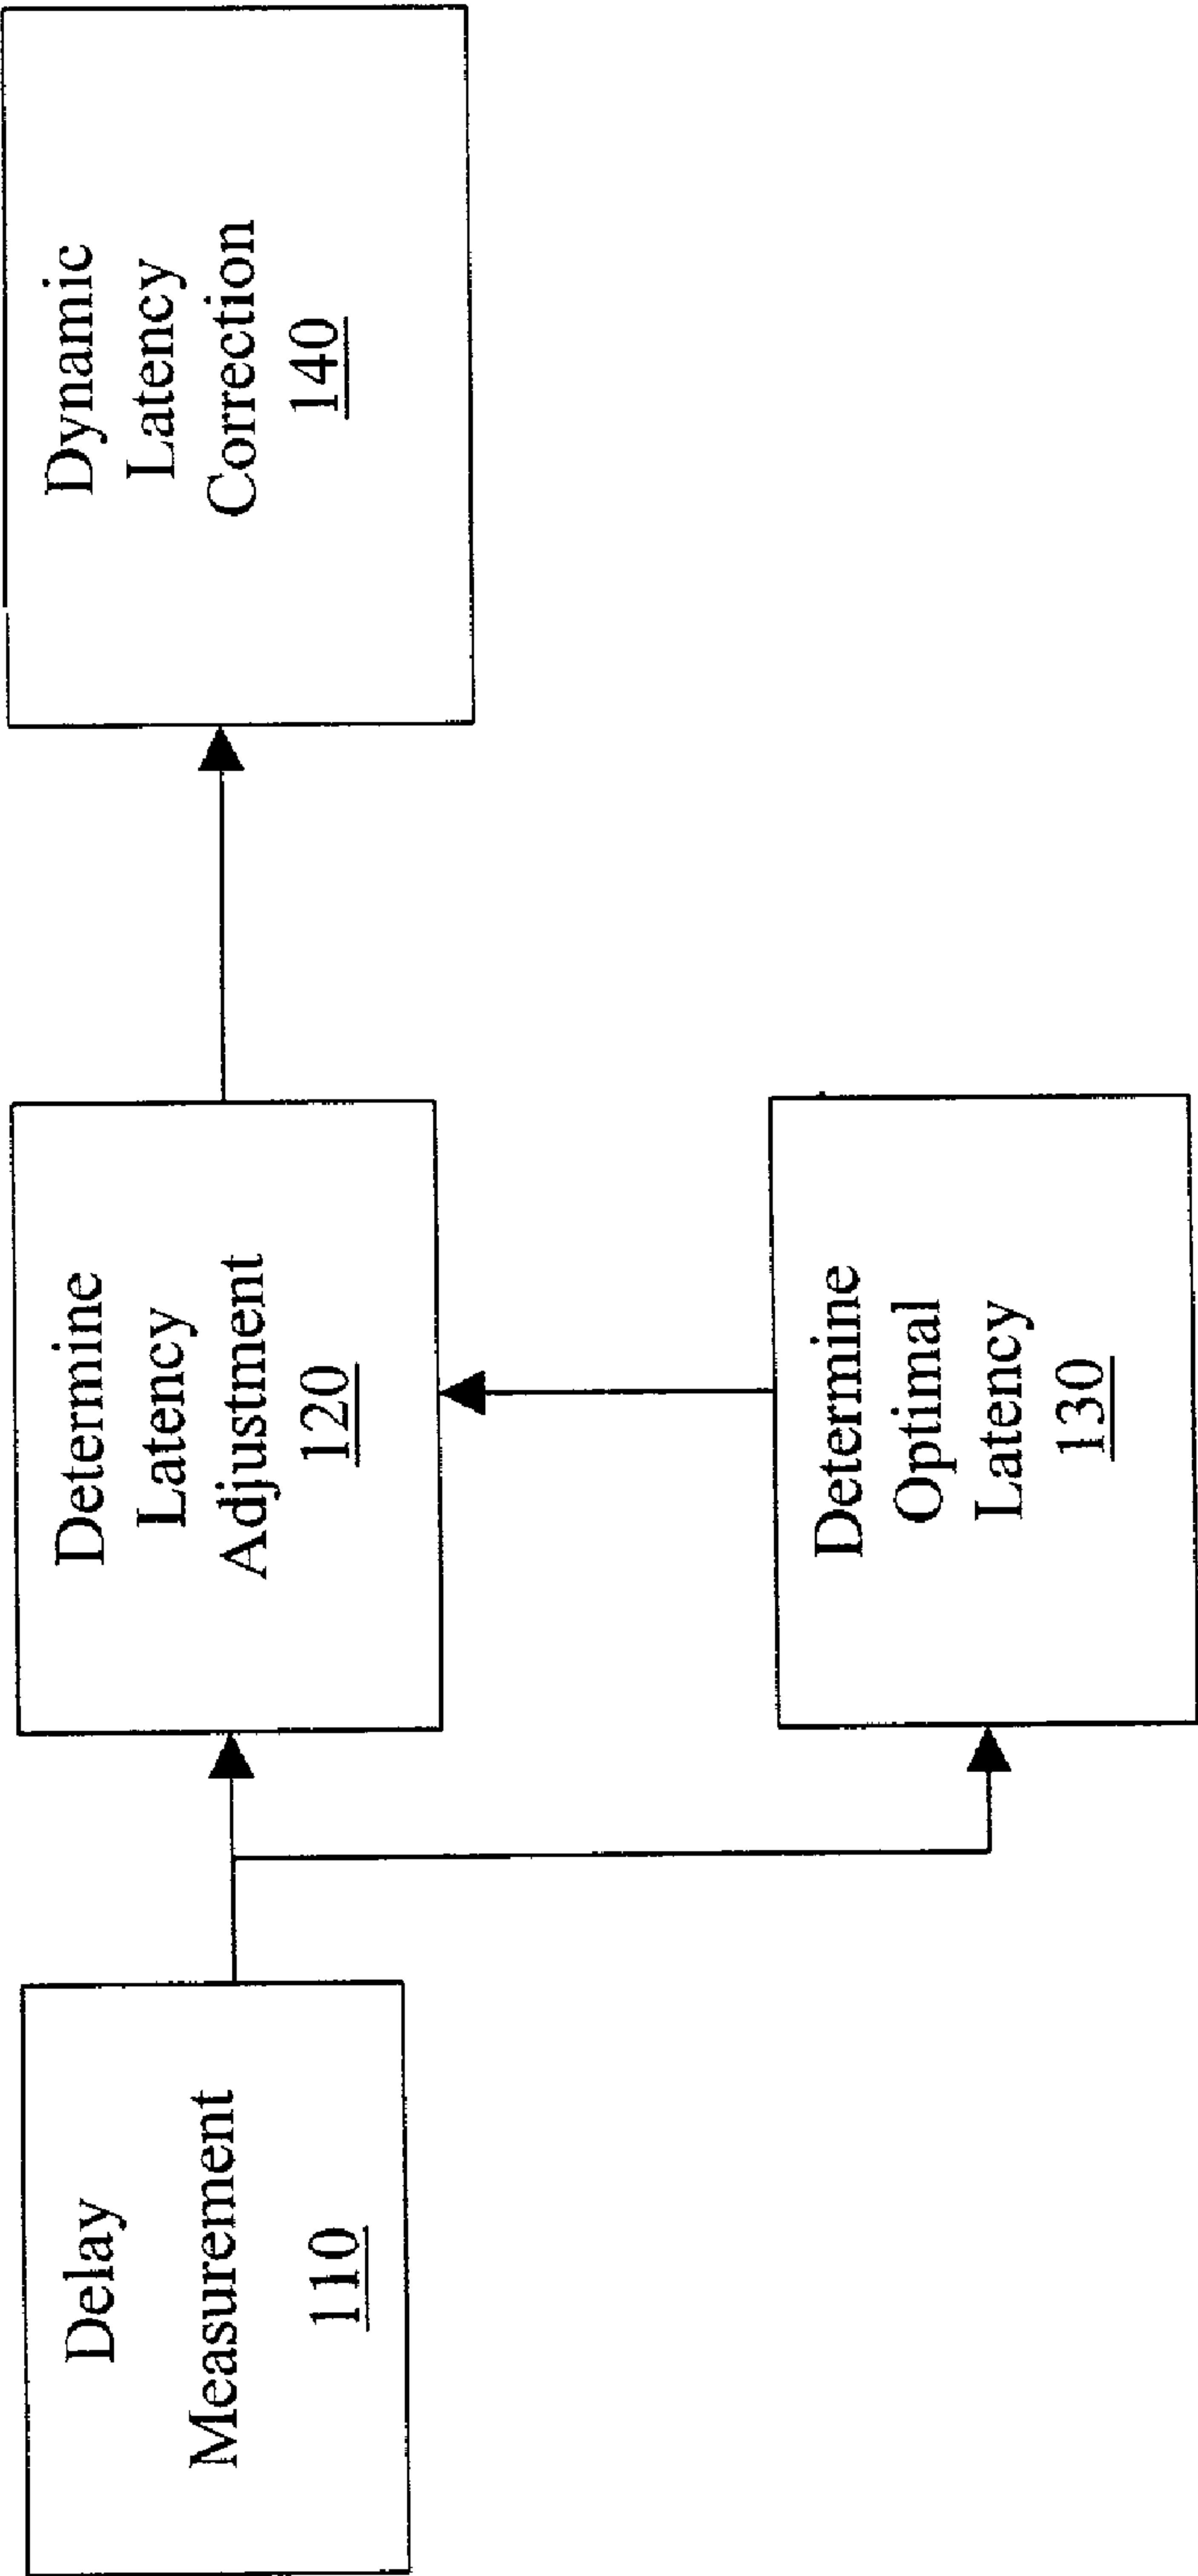 Delay
Measurement
110
Determine
Latency
Adjustment
120
Determine
Optimal
Latency
130
Dynamic
Latency
Correction
140